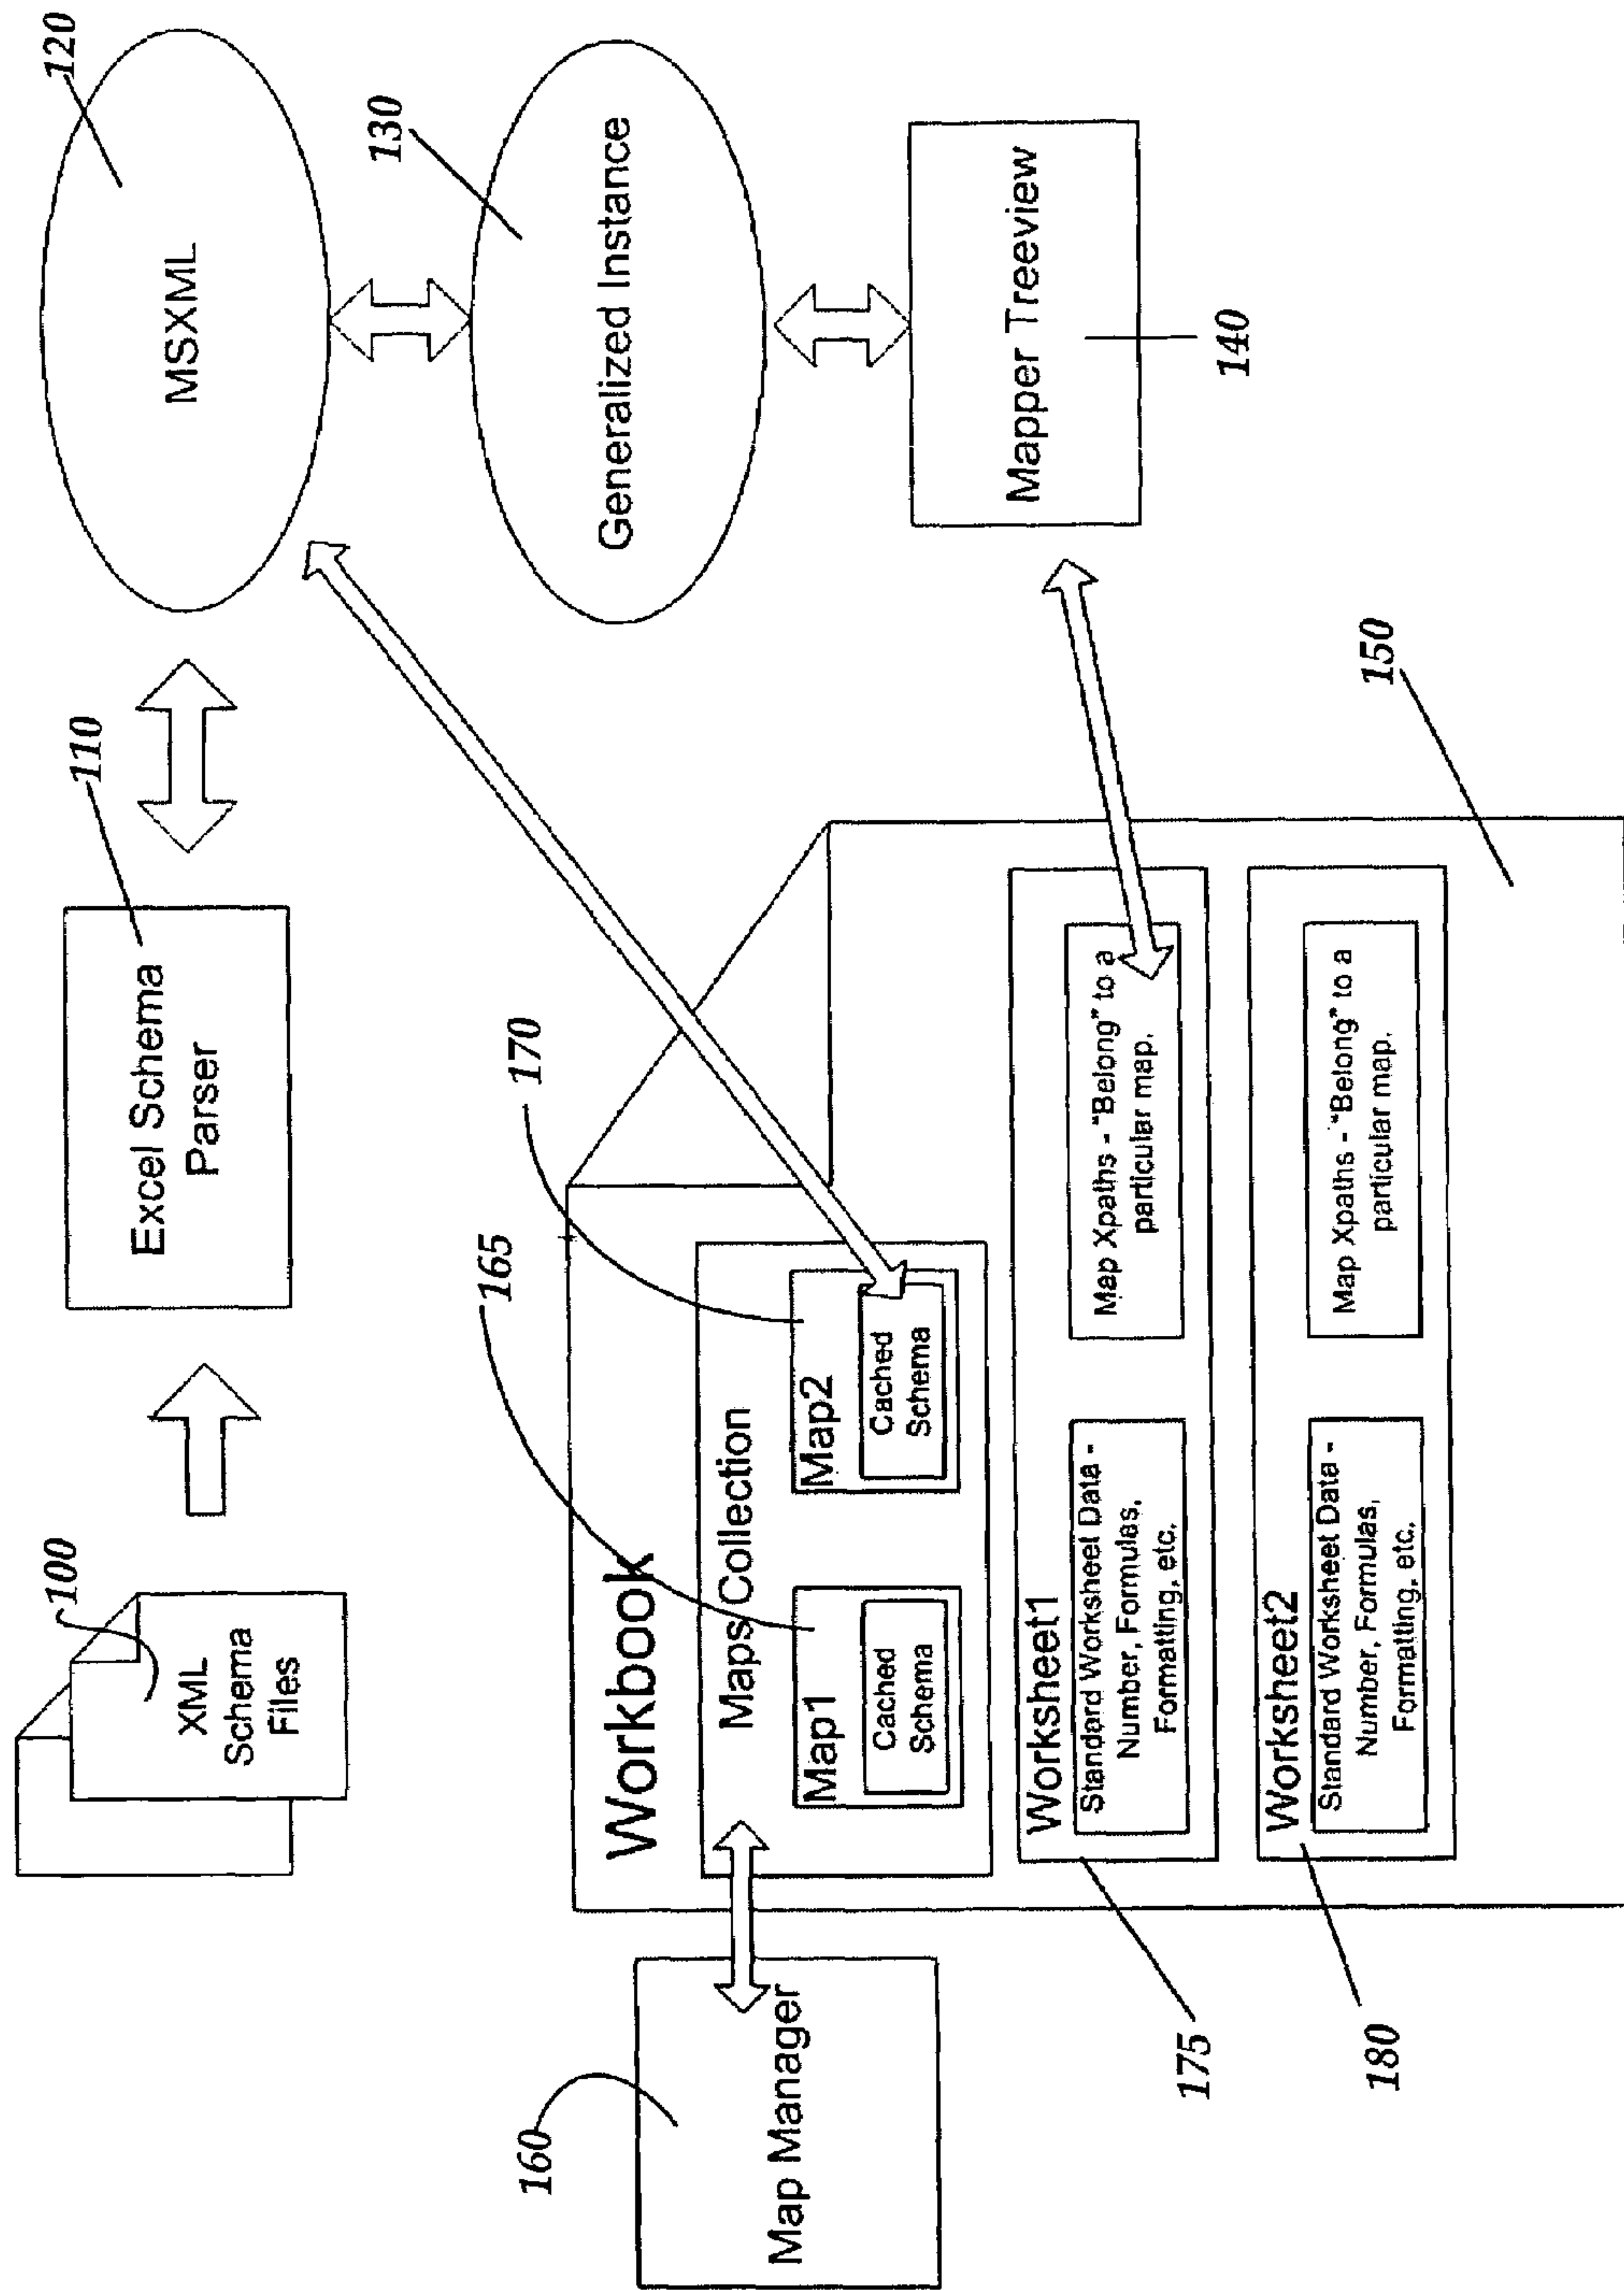 100
XML
Schema
Files
110
Excel Schema
Parser
120
MSXML
130
Generalized Instance
Mapper Treeview
140
160
Map Manager
Workbook
Maps Collection
165
170
Map1
Cached
Schema
Map2
Cached
Schema
Worksheet1
Standard Worksheet Data -
Number, Formulas,
Formatting, etc.
Map Xpaths - "Belong" to a
particular map.
Worksheet2
Standard Worksheet Data -
Number, Formulas,
Formatting, etc.
Map Xpaths - "Belong" to a
particular map.
175
180
150